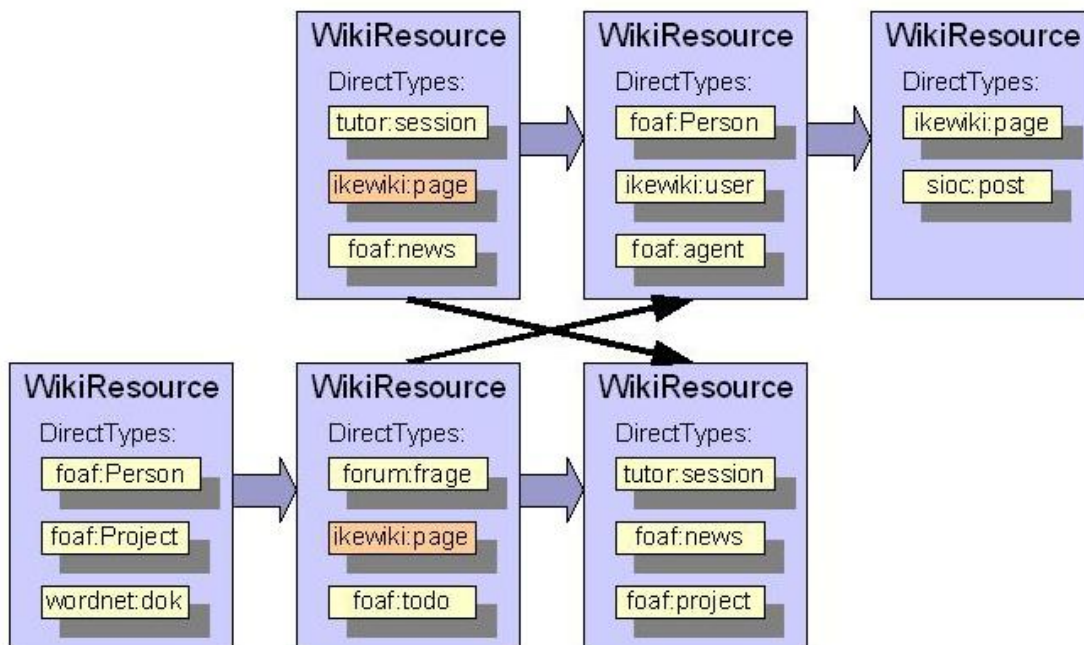 WikiResource
DirectTypes:
tutor:session
ikewiki:page
foaf:news
WikiResource
DirectTypes:
foaf:Person
ikewiki:user
foaf:agent
WikiResource
DirectTypes:
ikewiki:page
sioc:post
WikiResource
DirectTypes:
foaf:Person
foaf:Project
wordnet:dok
WikiResource
DirectTypes:
forum:frage
ikewiki:page
foaf:todo
WikiResource
DirectTypes:
tutor:session
foaf:news
foaf:project